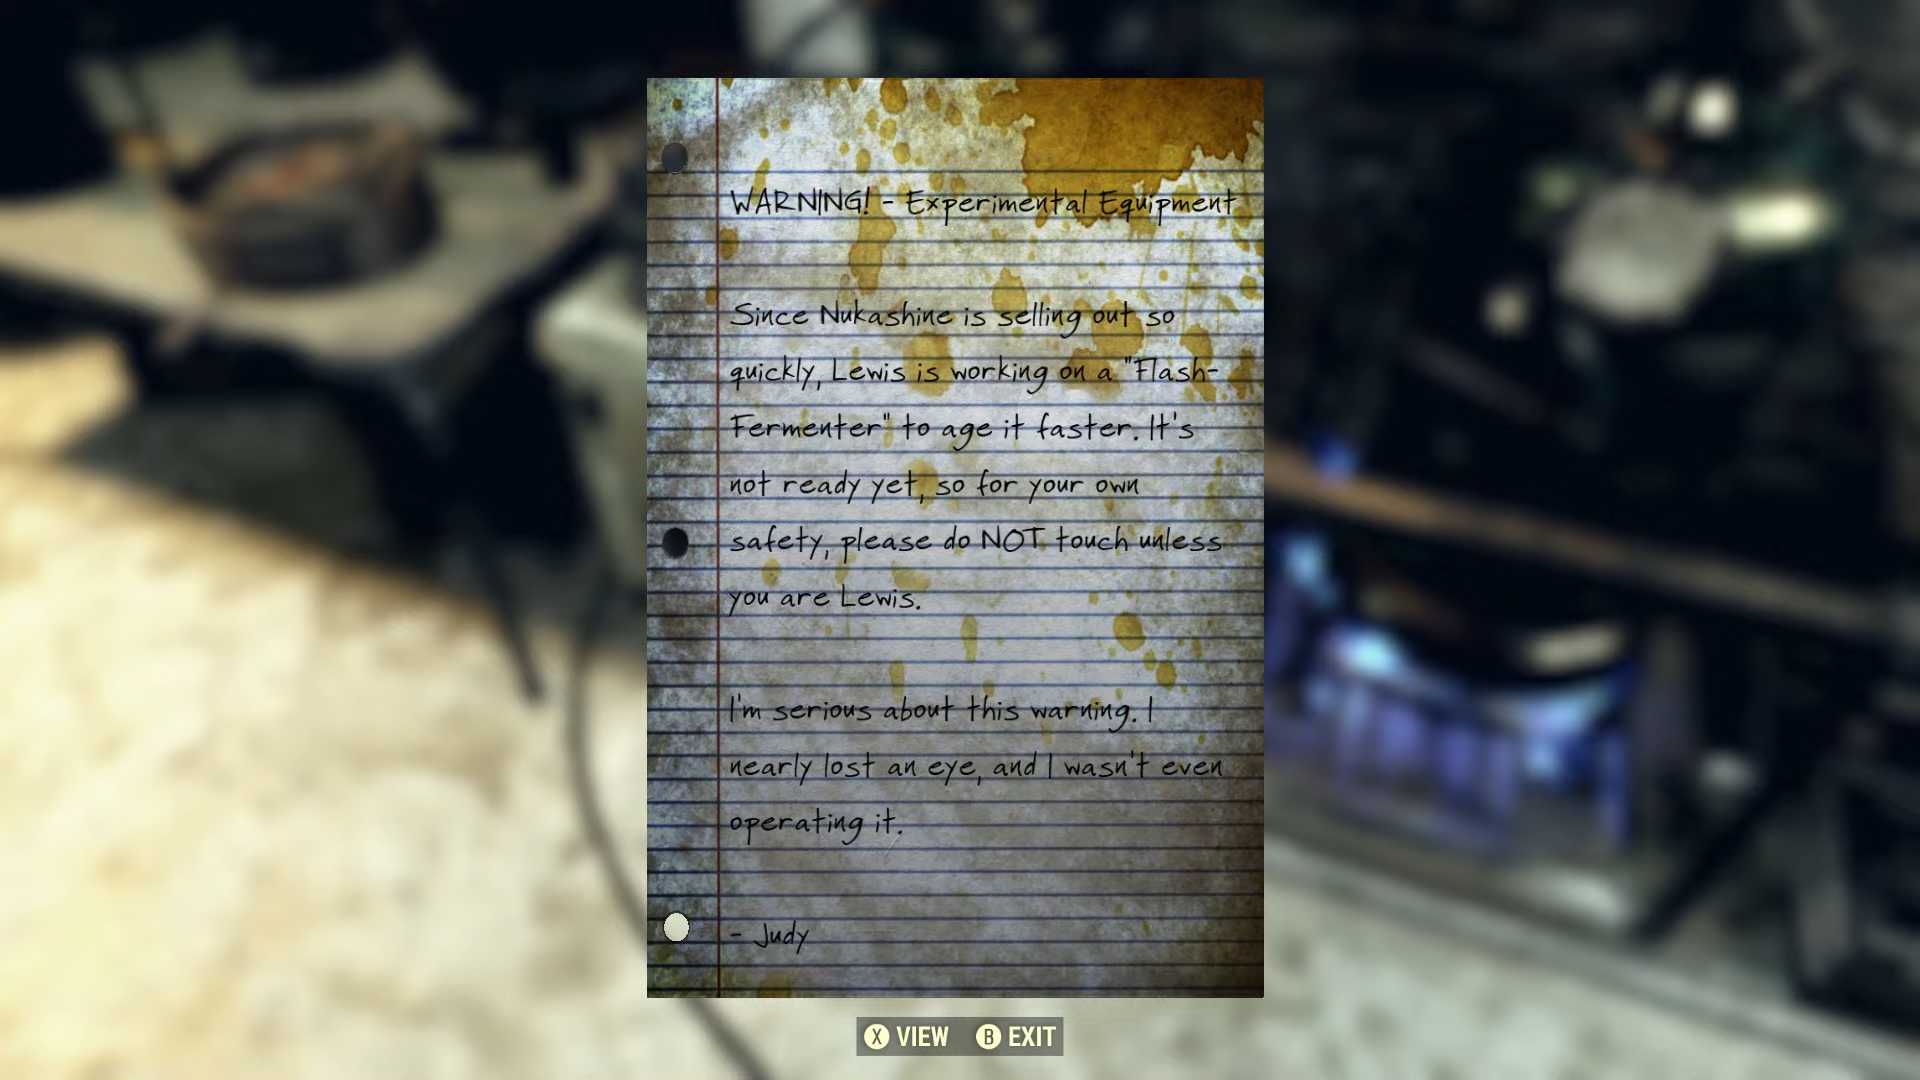 WARNING! - Experimental Equipment
Since Nukashine is selling out so
quickly, Lewis is working on a "Flash-
Fermenter" to age it faster. It's
not ready yet, so for your own
safety, please do NOT touch unless
you are Lewis.
I'm serious about this warning. I
nearly lost an eye, and I wasn't even
operating it.
- Judy
X VIEW B EXIT